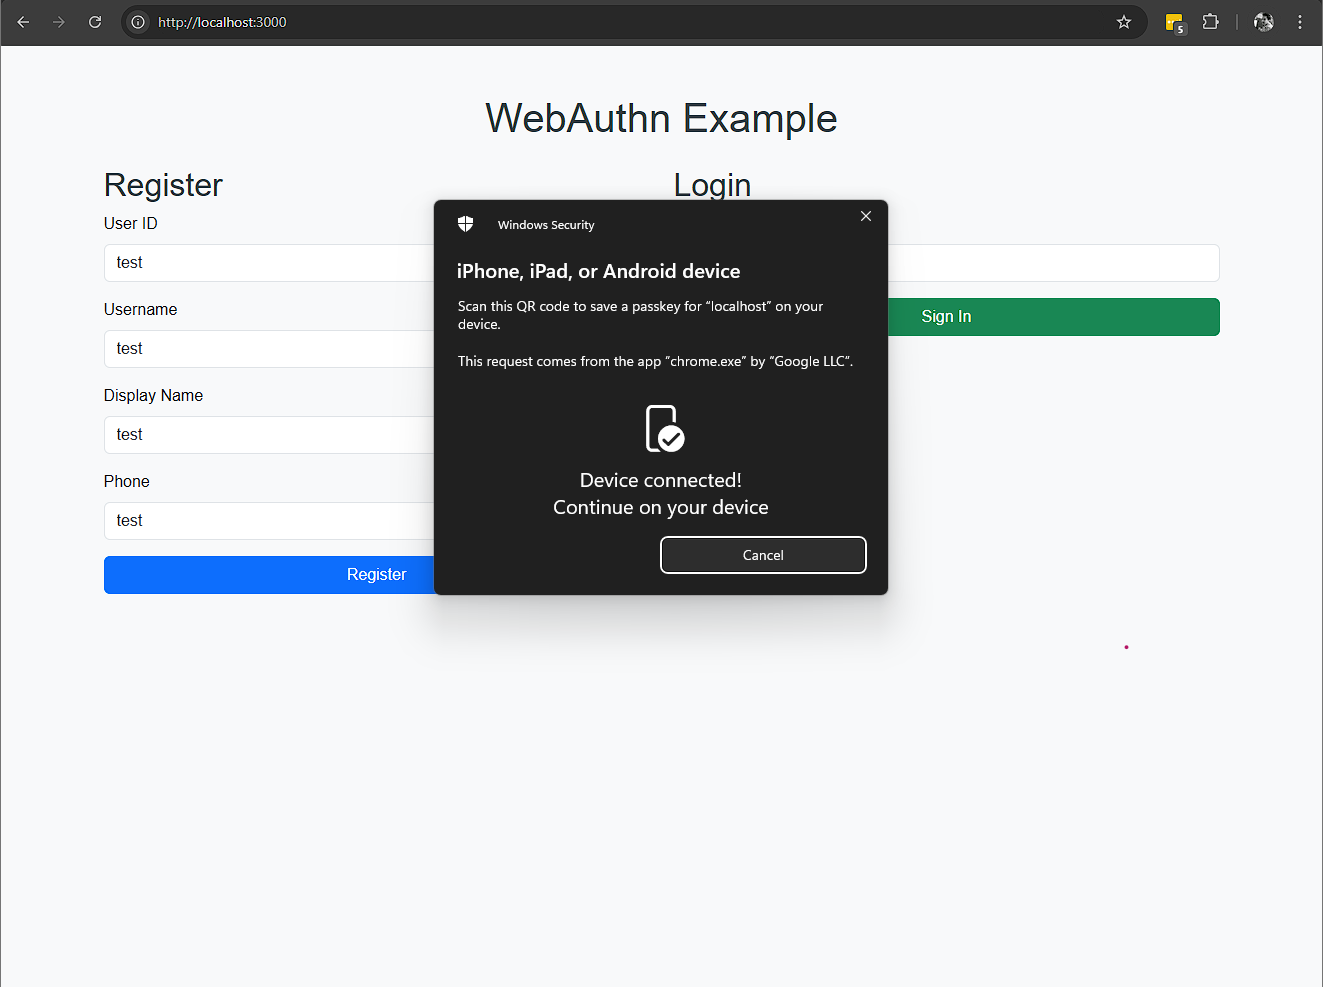 http://localhost:3000
5
WebAuthn Example
Register
Login
User ID
test
Username
test
Display Name
test
Phone
test
Register
Sign In
Windows Security
iPhone, iPad, or Android device
Scan this QR code to save a passkey for “localhost” on your
device.
This request comes from the app “chrome.exe” by “Google LLC”.
Device connected!
Continue on your device
Cancel